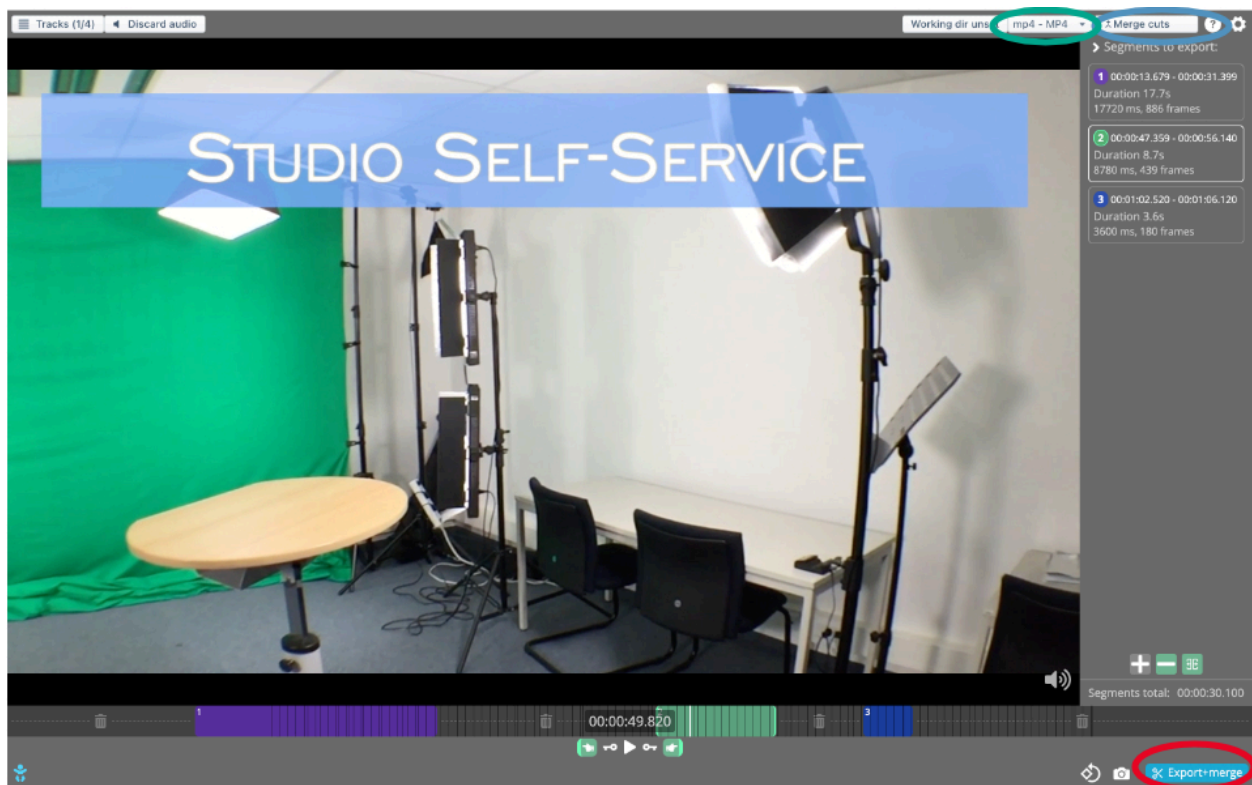 Tracks (1/4) Discard audio Working dir uns mp4 - MP4 Merge cuts ?
Segments to export:
1 00:00:13.679 - 00:00:31.399
Duration 17.7s
17720 ms, 886 frames
2 00:00:47.359 - 00:00:56.140
Duration 8.7s
8780 ms, 439 frames
3 00:01:02.520 - 00:01:06.120
Duration 3.6s
3600 ms, 180 frames
STUDIO SELF-SERVICE
Segments total: 00:00:30.100
1 00:00:49.820 3
Export+merge